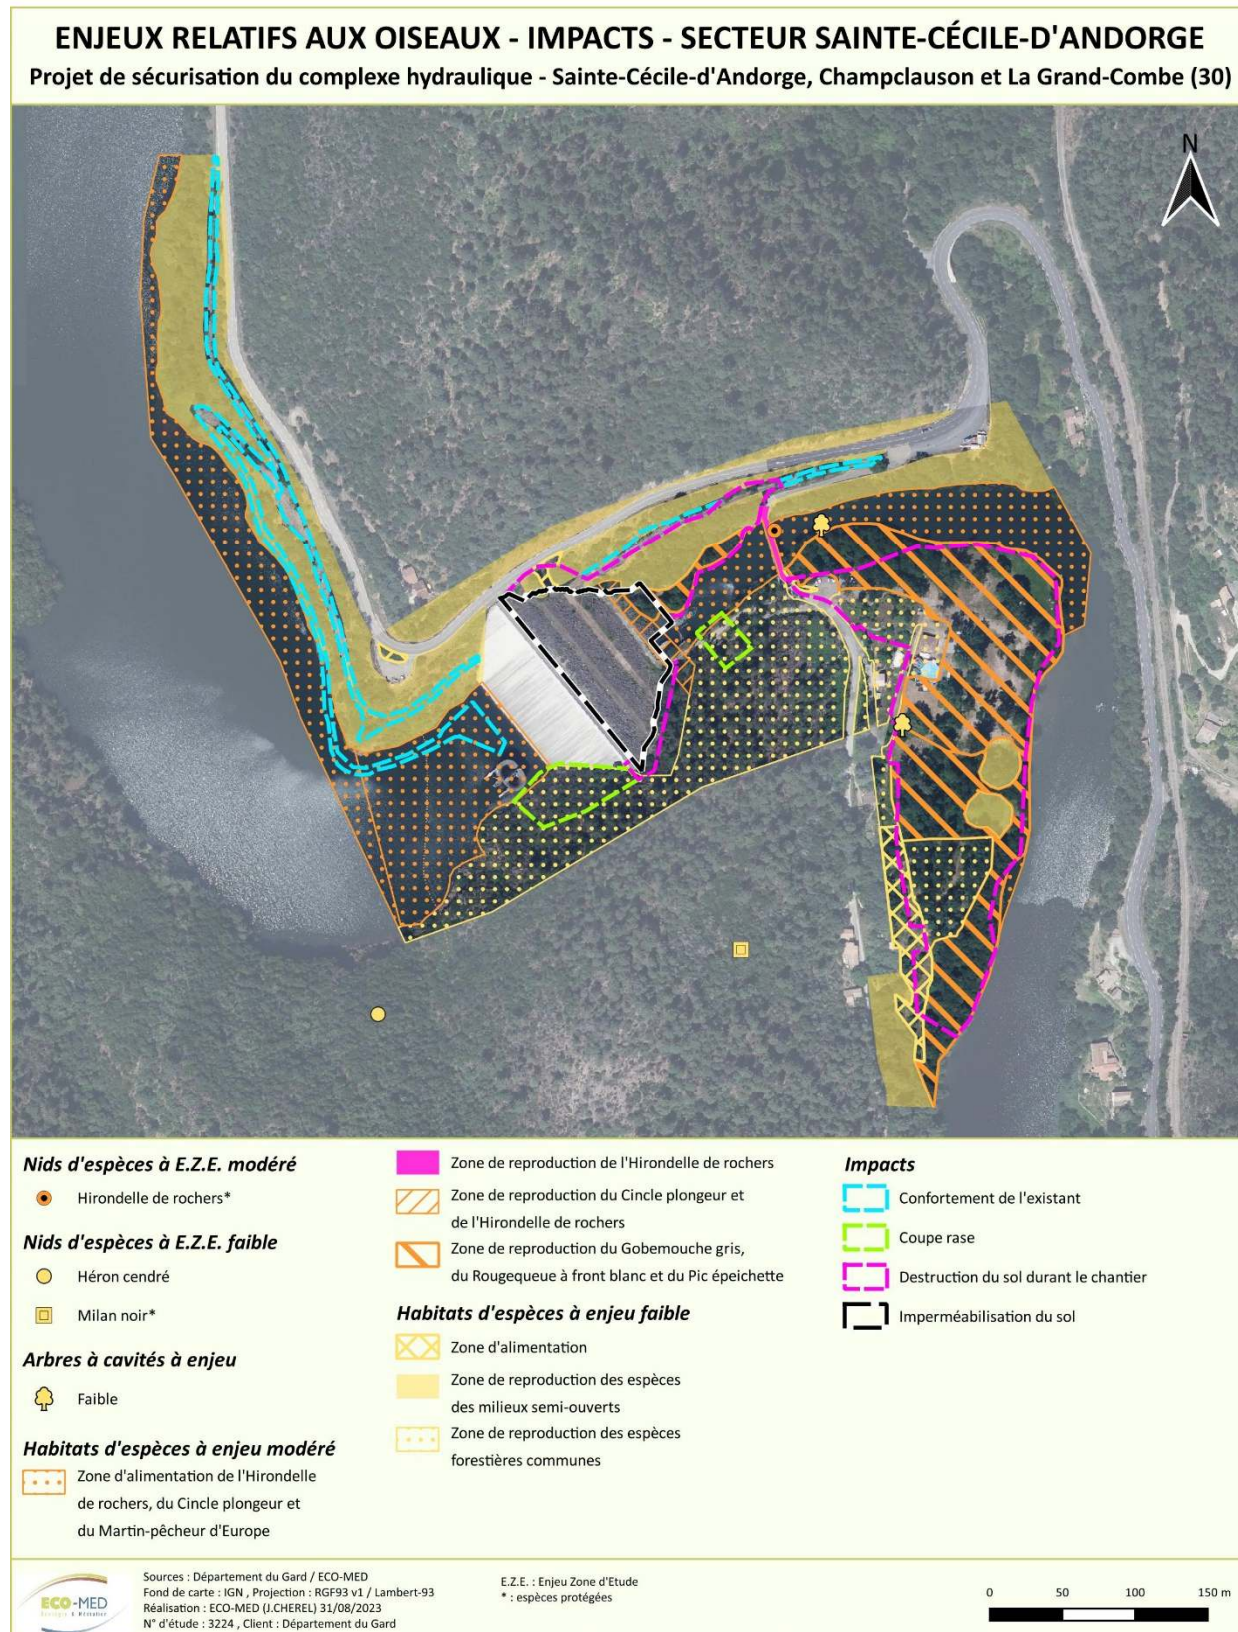 ENJEUX RELATIFS AUX OISEAUX - IMPACTS - SECTEUR SAINTE-CÉCILE-D'ANDORGE
Projet de sécurisation du complexe hydraulique - Sainte-Cécile-d'Andorge, Champclauson et La Grand-Combe (30)
N
Nids d'espèces à E.Z.E. modéré
Hirondelle de rochers*
Nids d'espèces à E.Z.E. faible
Héron cendré
Milan noir*
Arbres à cavités à enjeu
Faible
Habitats d'espèces à enjeu modéré
Zone d'alimentation de l'Hirondelle
de rochers, du Cincle plongeur et
du Martin-pêcheur d'Europe
Zone de reproduction de l'Hirondelle de rochers
Zone de reproduction du Cincle plongeur et
de l'Hirondelle de rochers
Zone de reproduction du Gobemouche gris,
du Rougequeue à front blanc et du Pic épeichette
Habitats d'espèces à enjeu faible
Zone d'alimentation
Zone de reproduction des espèces
des milieux semi-ouverts
Zone de reproduction des espèces
forestières communes
Impacts
Confortement de l'existant
Coupe rase
Destruction du sol durant le chantier
Imperméabilisation du sol
ECO-MED
Ecologie & Médiation
Sources : Département du Gard / ECO-MED
Fond de carte : IGN , Projection : RGF93 v1 / Lambert-93
Réalisation : ECO-MED (J.CHEREL) 31/08/2023
N° d'étude : 3224 , Client : Département du Gard
E.Z.E. : Enjeu Zone d'Etude
* : espèces protégées
0 50 100 150 m